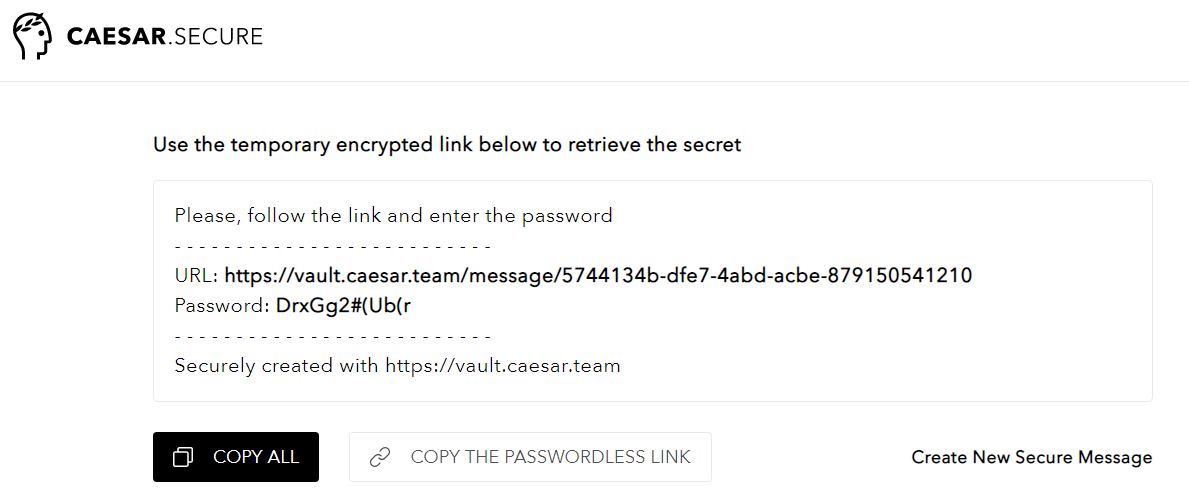 CAESAR.SECURE
Use the temporary encrypted link below to retrieve the secret
Please, follow the link and enter the password
- - - - - - - - - - - - - - - - - - - - - - - - - -
URL: https://vault.caesar.team/message/5744134b-dfe7-4abd-acbe-879150541210
Password: DrxGg2#(Ub(r
- - - - - - - - - - - - - - - - - - - - - - - - - -
Securely created with https://vault.caesar.team
COPY ALL
COPY THE PASSWORDLESS LINK
Create New Secure Message